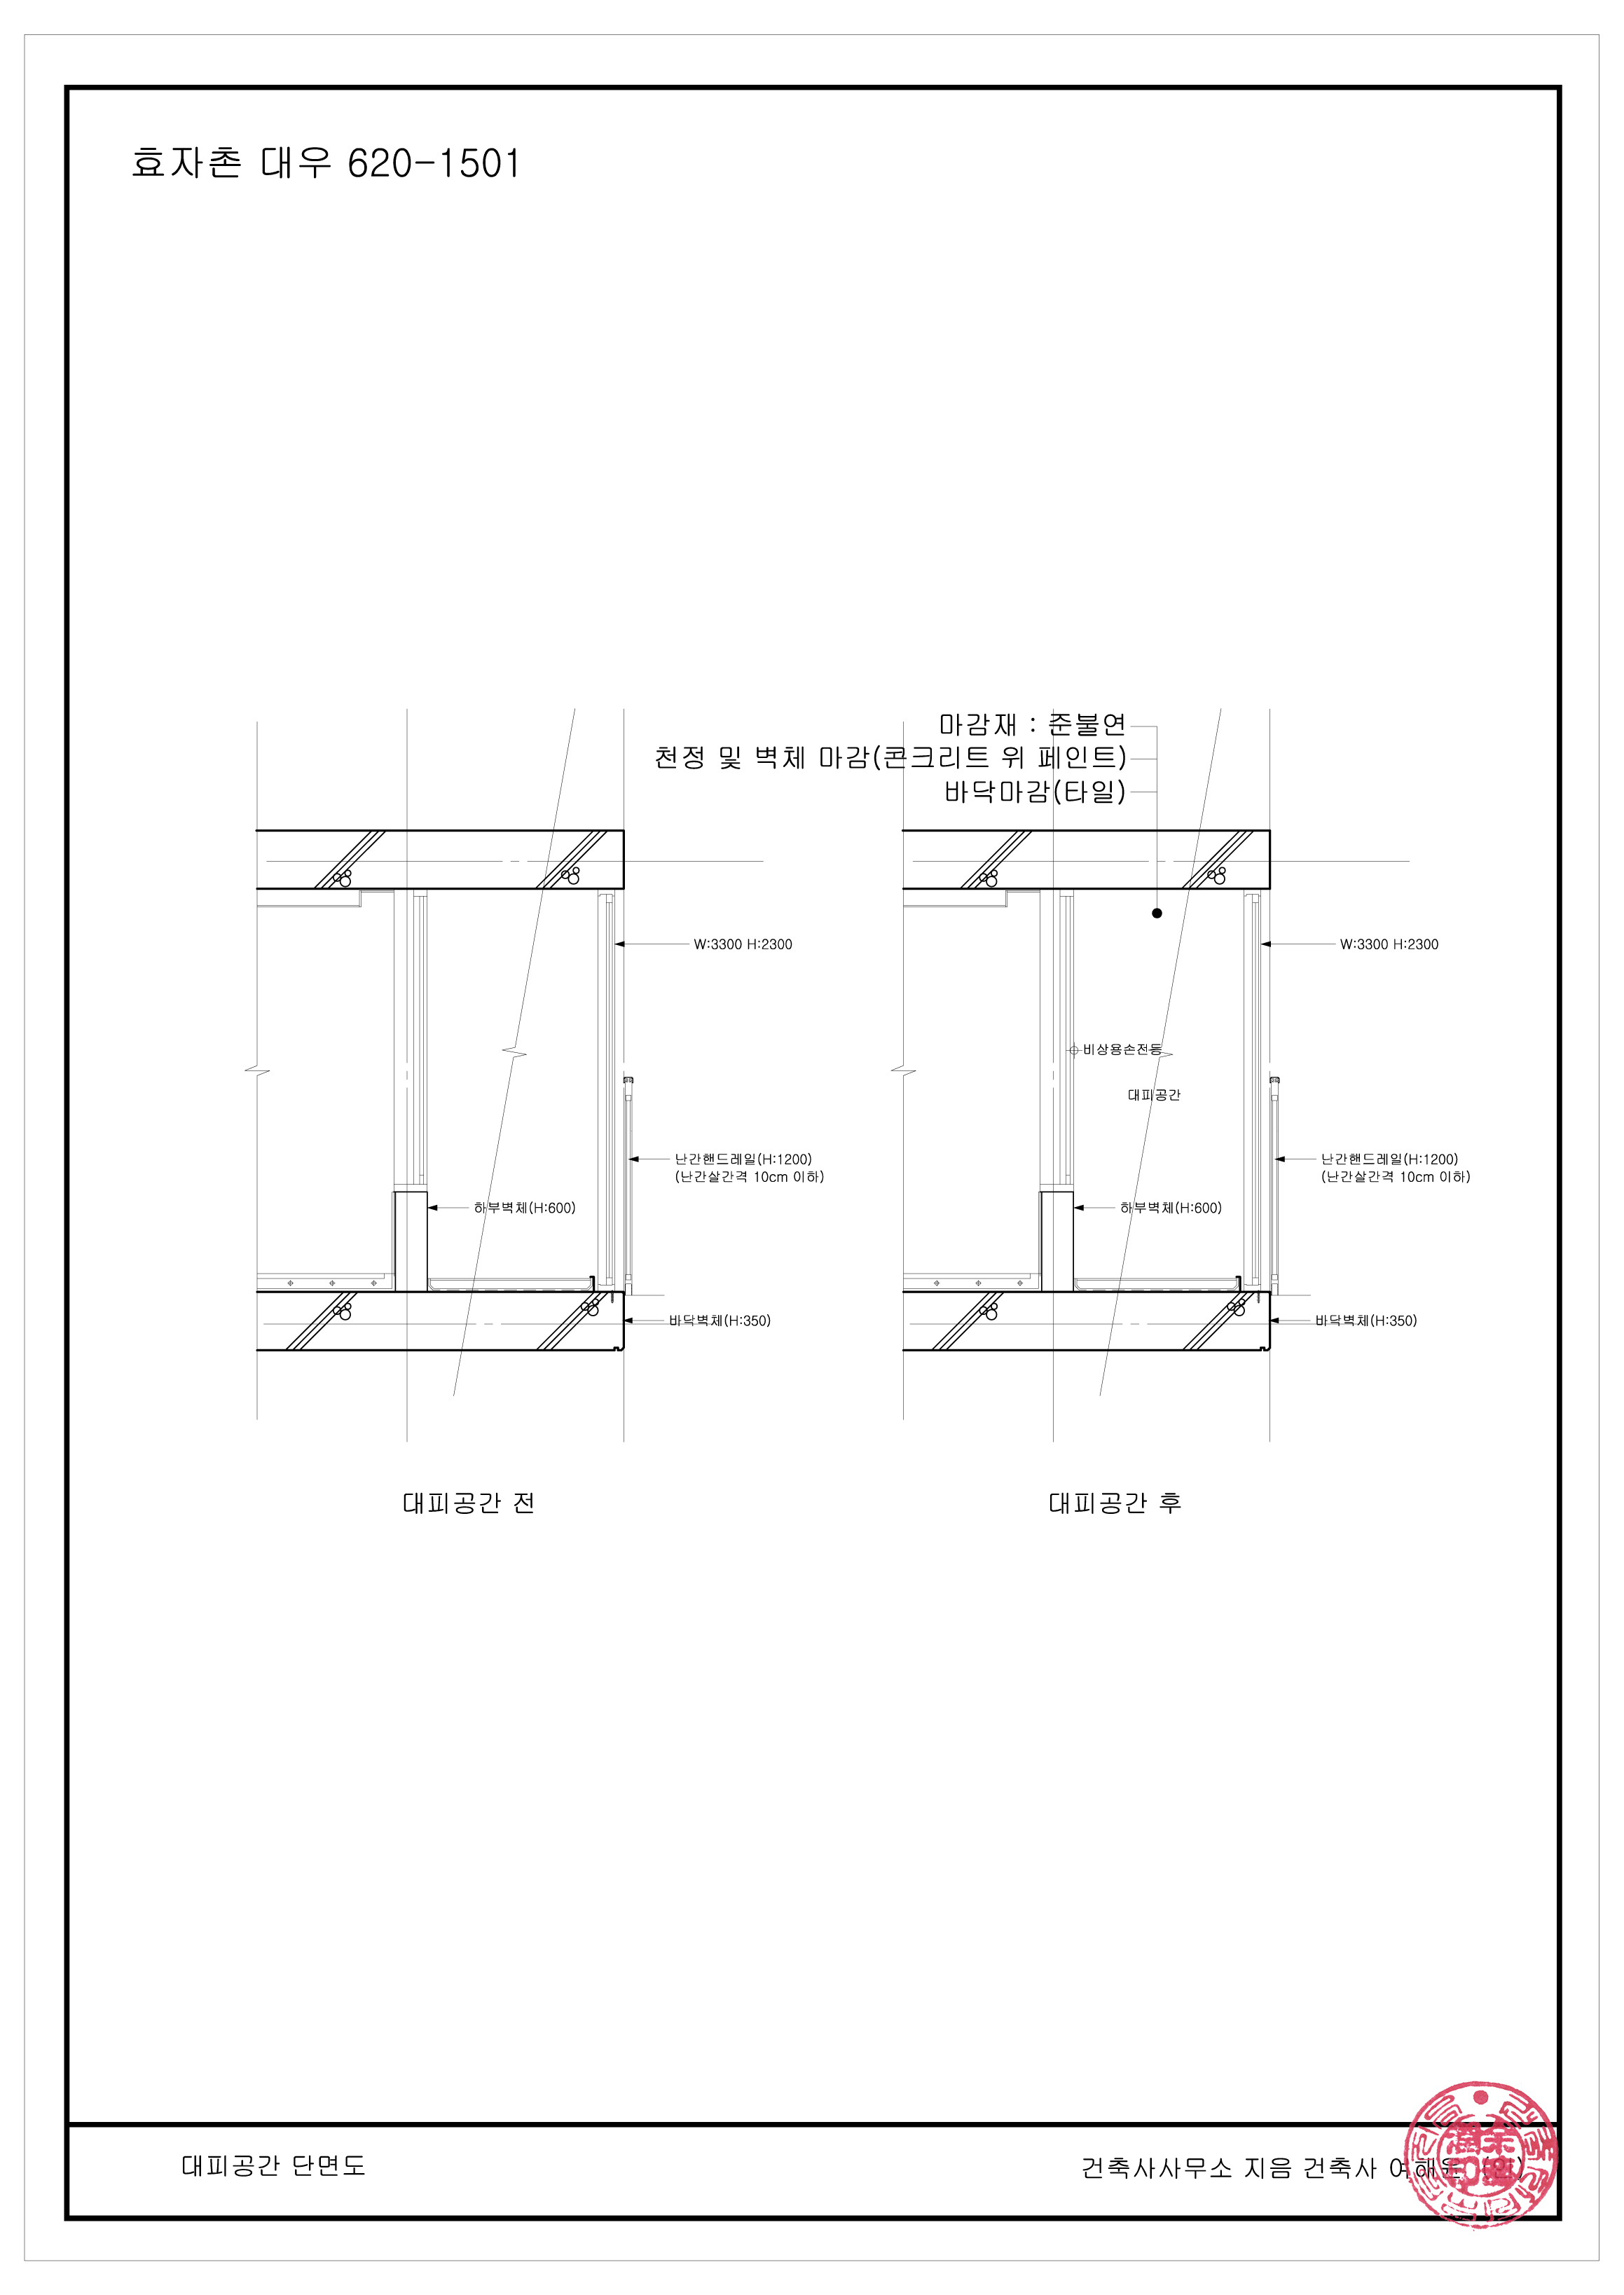 효자촌 대우 620-1501
마감재 : 준불연
천정 및 벽체 마감(콘크리트 위 페인트)
바닥마감(타일)
W:3300 H:2300
W:3300 H:2300
비상용손전등
대피공간
난간핸드레일(H:1200)
(난간살간격 10cm 이하)
난간핸드레일(H:1200)
(난간살간격 10cm 이하)
하부벽체(H:600)
하부벽체(H:600)
바닥벽체(H:350)
바닥벽체(H:350)
대피공간 전
대피공간 후
대피공간 단면도
건축사사무소 지음 건축사 여해 (인)